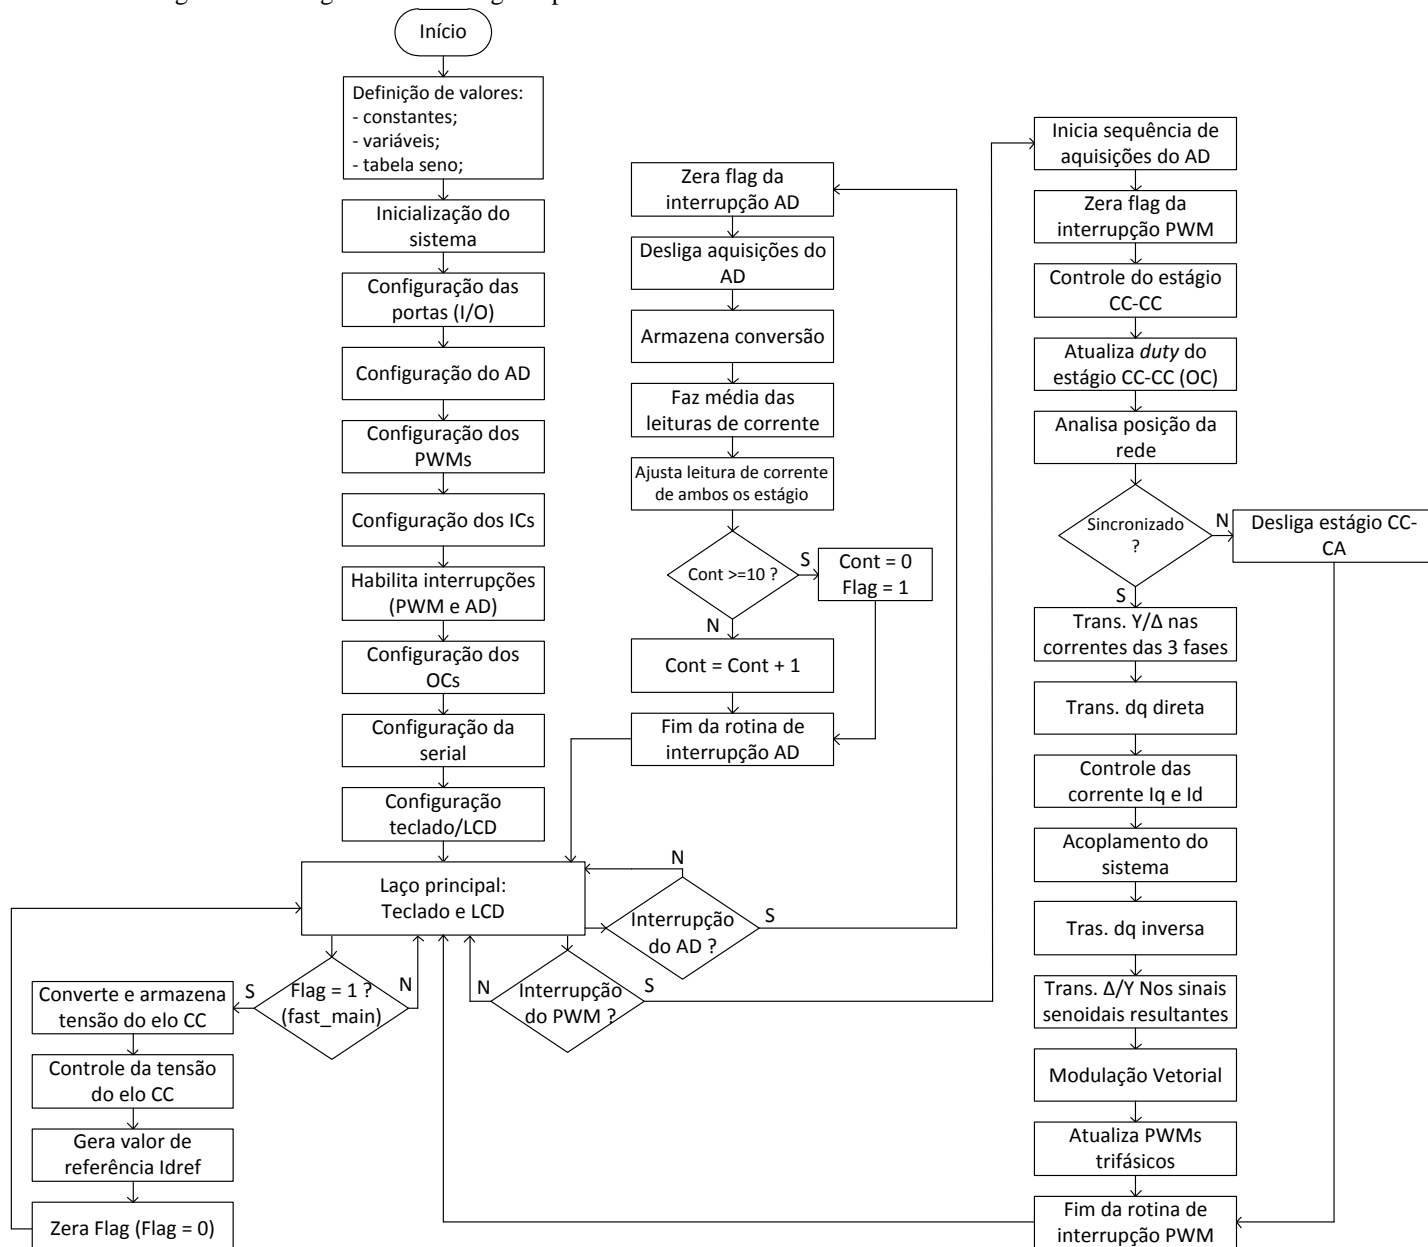 Início
Definição de valores:
- constantes;
- variáveis;
- tabela seno;
Inicialização do
sistema
Configuração das
portas (I/O)
Configuração do AD
Configuração dos
PWMs
Configuração dos ICs
Habilita interrupções
(PWM e AD)
Configuração dos
OCs
Configuração da
serial
Configuração
teclado/LCD
Laço principal:
Teclado e LCD
Flag = 1 ?
(fast_main)
S
N
Converte e armazena
tensão do elo CC
Controle da tensão
do elo CC
Gera valor de
referência Idref
Zera Flag (Flag = 0)
Interrupção
do PWM ?
N
S
Interrupção
do AD ?
N
S
Zera flag da
interrupção AD
Desliga aquisições do
AD
Armazena conversão
Faz média das
leituras de corrente
Ajusta leitura de corrente
de ambos os estágio
Cont >=10 ?
S
N
Cont = 0
Flag = 1
Cont = Cont + 1
Fim da rotina de
interrupção AD
Inicia sequência de
aquisições do AD
Zera flag da
interrupção PWM
Controle do estágio
CC-CC
Atualiza duty do
estágio CC-CC (OC)
Analisa posição da
rede
Sincronizado
?
N
S
Desliga estágio CC-
CA
Trans. Y/Δ nas
correntes das 3 fases
Trans. dq direta
Controle das
corrente Iq e Id
Acoplamento do
sistema
Tras. dq inversa
Trans. Δ/Y Nos sinais
senoidais resultantes
Modulação Vetorial
Atualiza PWMs
trifásicos
Fim da rotina de
interrupção PWM